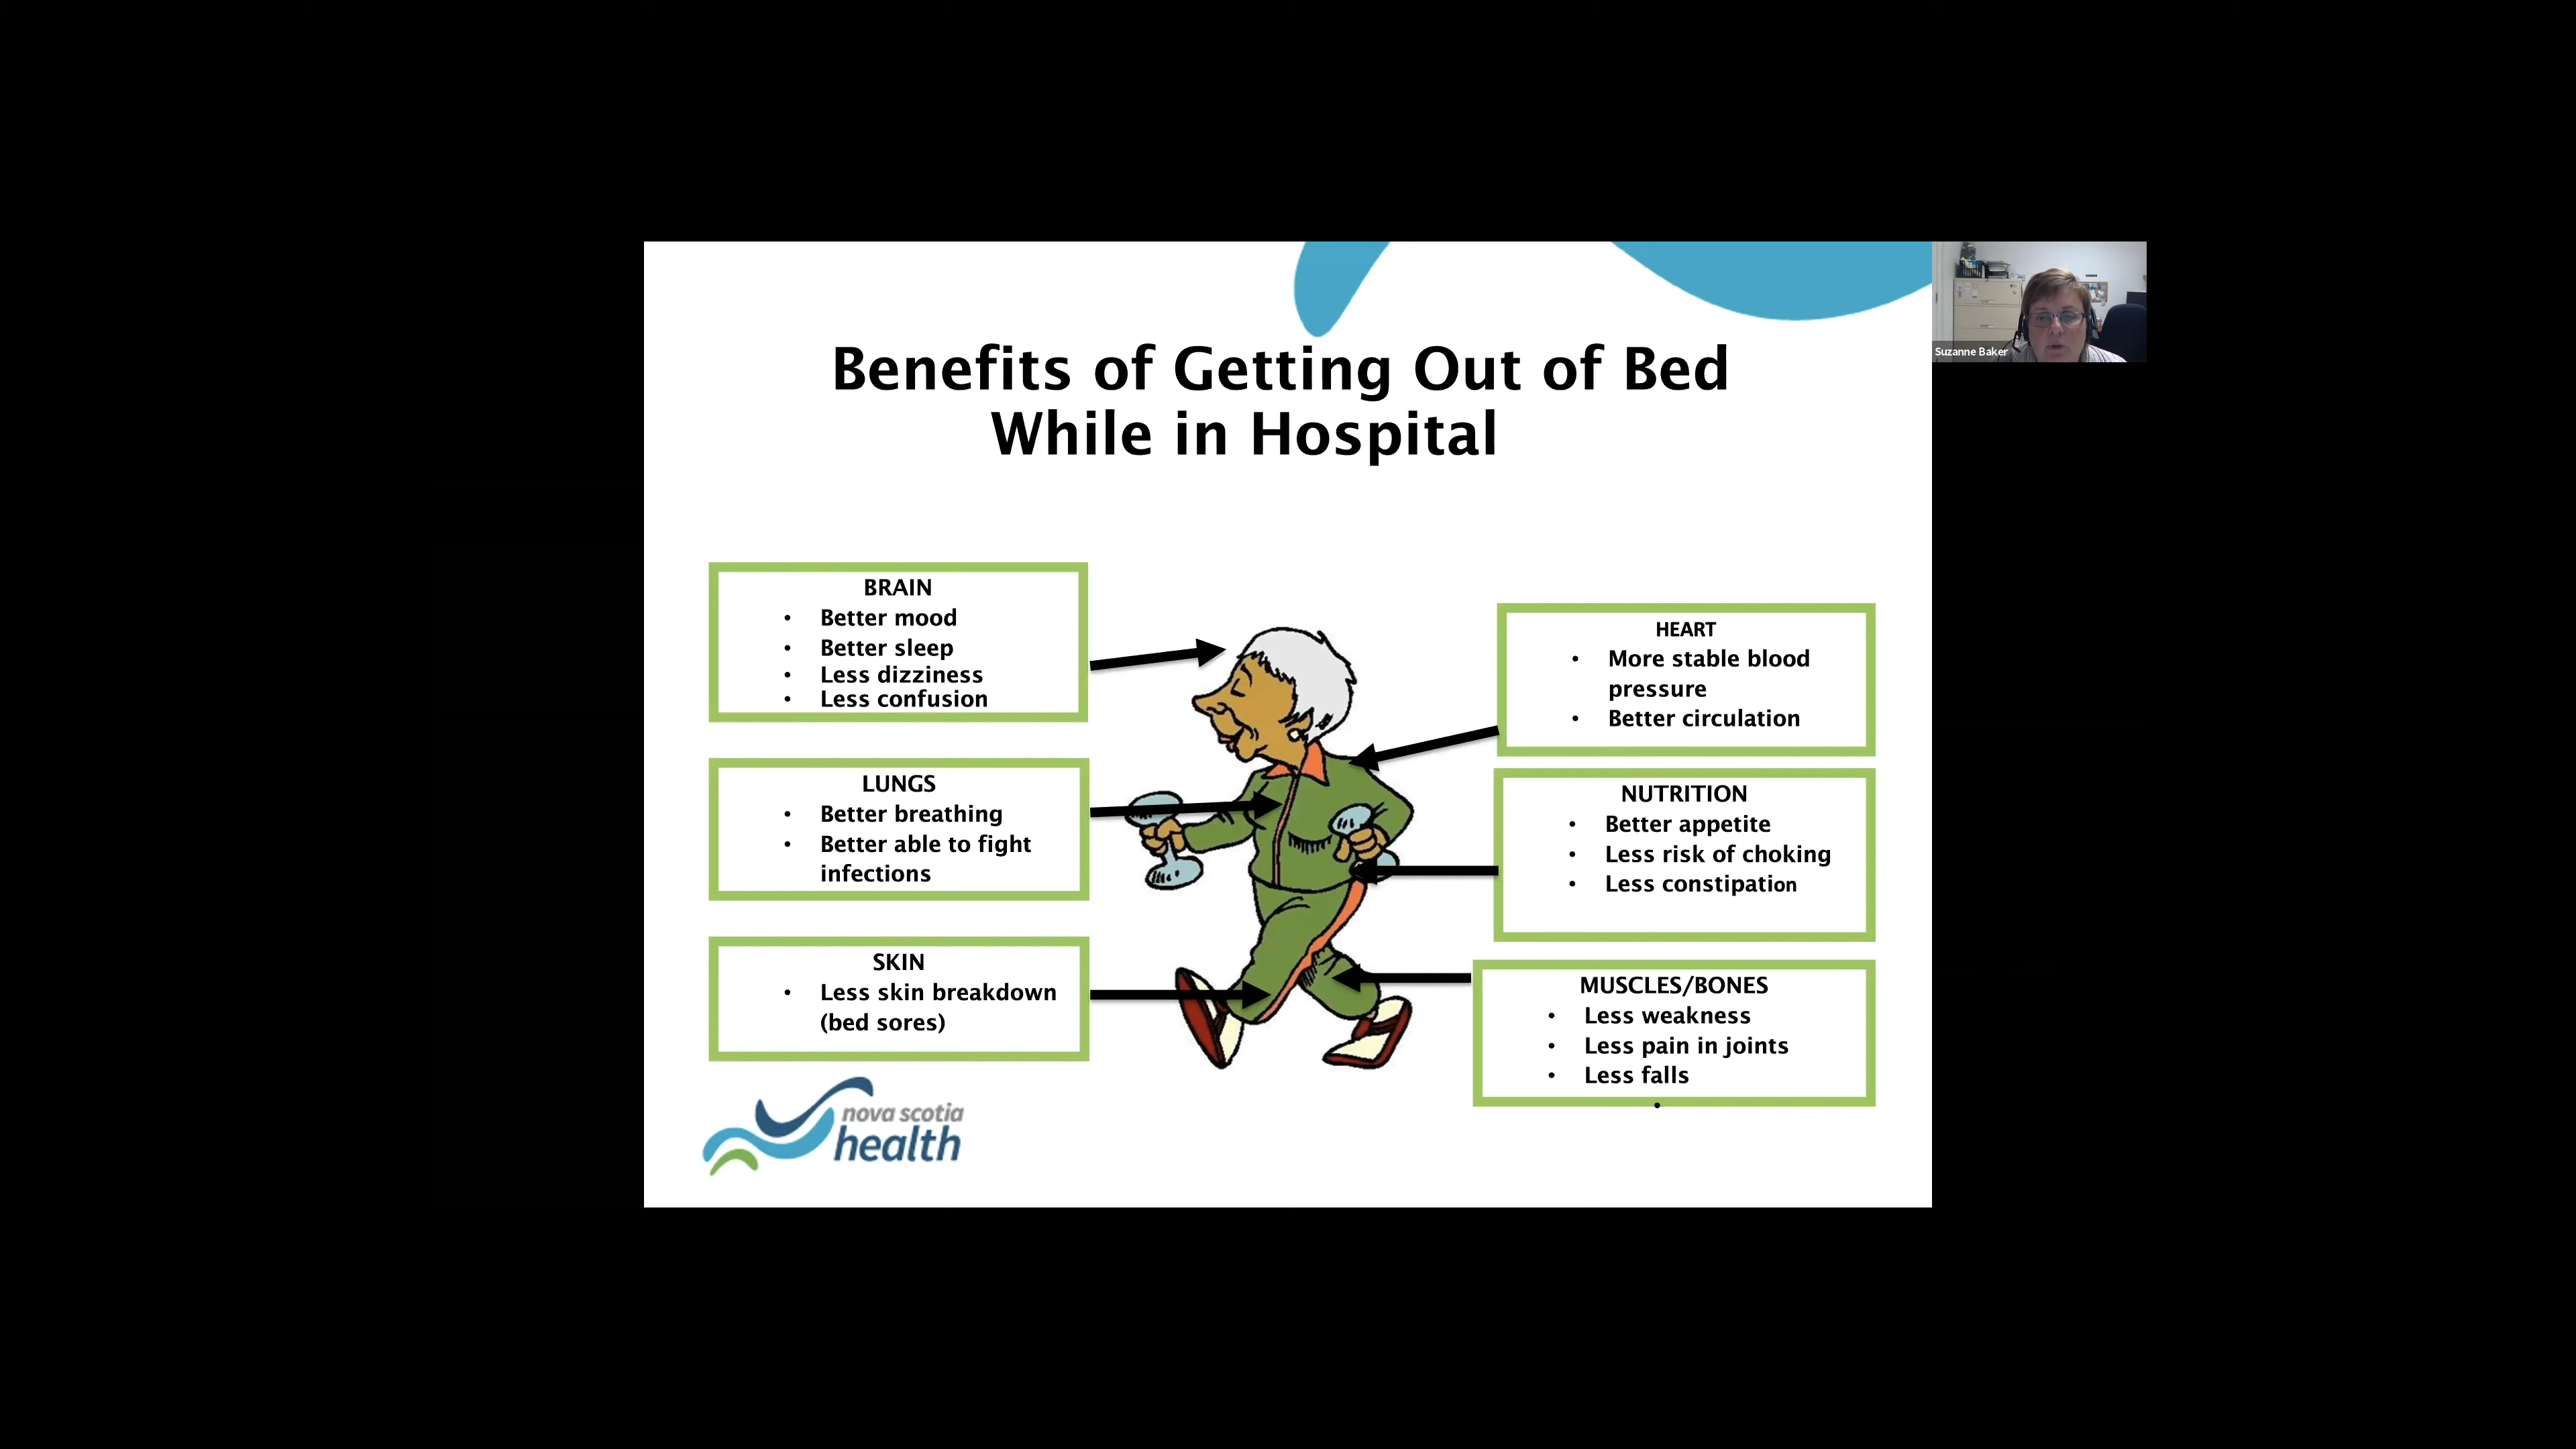 Benefits of Getting Out of Bed
While in Hospital
BRAIN
• Better mood
• Better sleep
• Less dizziness
• Less confusion
LUNGS
• Better breathing
• Better able to fight
infections
SKIN
• Less skin breakdown
(bed sores)
HEART
• More stable blood
pressure
• Better circulation
NUTRITION
• Better appetite
• Less risk of choking
• Less constipation
MUSCLES/BONES
• Less weakness
• Less pain in joints
• Less falls
•
nova scotia
health
Suzanne Baker